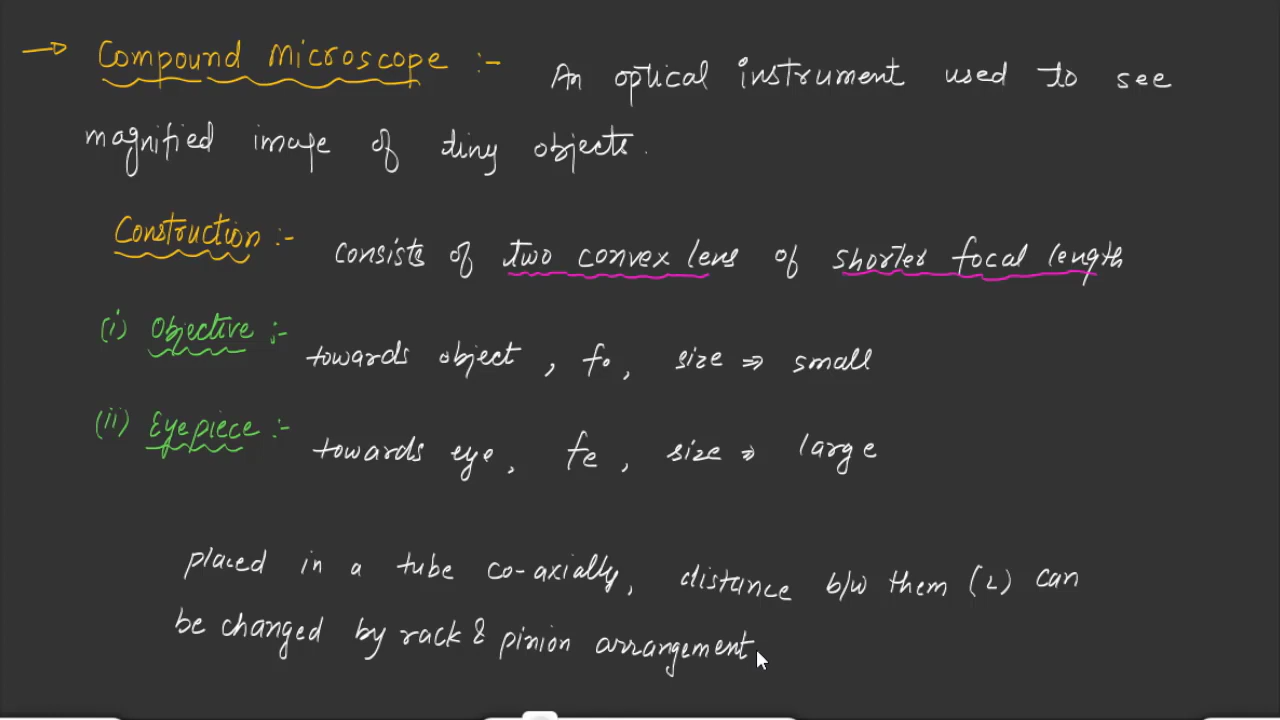 → Compound Microscope :- An optical instrument used to see
magnified image of tiny objects.
Construction :- consists of two convex lens of shorter focal length
(i) Objective :- towards object, fo, size ⇒ small
(ii) Eyepiece :- towards eye, fe, size ⇒ large
placed in a tube co-axially, distance b/w them (L) can
be changed by rack & pinion arrangement